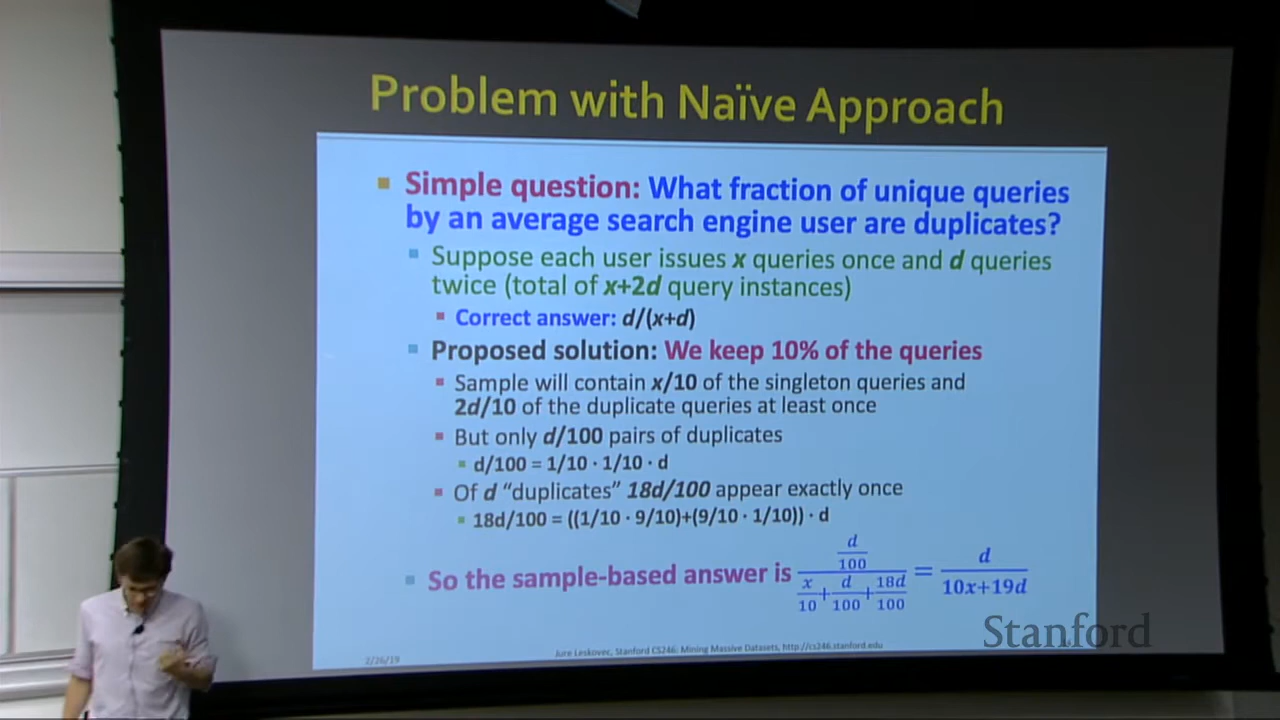 Problem with Naïve Approach
Simple question: What fraction of unique queries
by an average search engine user are duplicates?
Suppose each user issues x queries once and d queries
twice (total of x+2d query instances)
Correct answer: d/(x+d)
Proposed solution: We keep 10% of the queries
Sample will contain x/10 of the singleton queries and
2d/10 of the duplicate queries at least once
But only d/100 pairs of duplicates
d/100 = 1/10 · 1/10 · d
Of d “duplicates” 18d/100 appear exactly once
18d/100 = ((1/10 · 9/10)+(9/10 · 1/10)) · d
So the sample-based answer is (d/100)/(x/10 + d/100 + 18d/100) = d/(10x+19d)
Stanford
2/26/19
Jure Leskovec, Stanford CS246: Mining Massive Datasets, http://cs246.stanford.edu